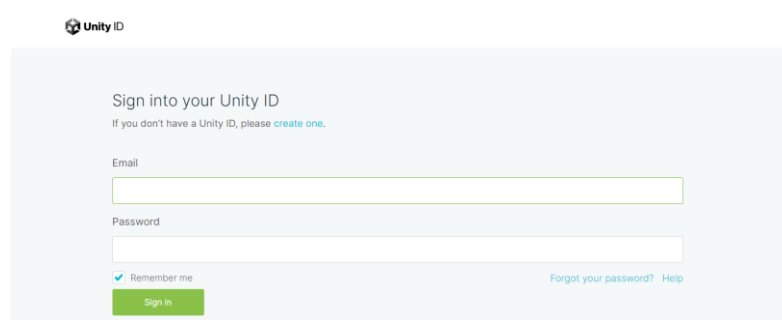 Unity ID
Sign into your Unity ID
If you don't have a Unity ID, please create one.
Email
Password
Remember me
Forgot your password? Help
Sign in